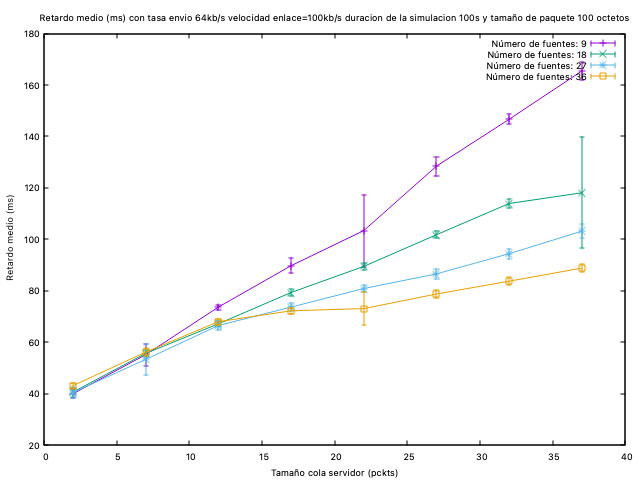 Retardo medio (ms) con tasa envio 64kb/s velocidad enlace=100kb/s duracion de la simulacion 100s y tamaño de paquete 100 octetos
Número de fuentes: 9
Número de fuentes: 18
Número de fuentes: 27
Número de fuentes: 36
Retardo medio (ms)
180
160
140
120
100
80
60
40
20
0
5
10
15
20
25
30
35
40
Tamaño cola servidor (pckts)